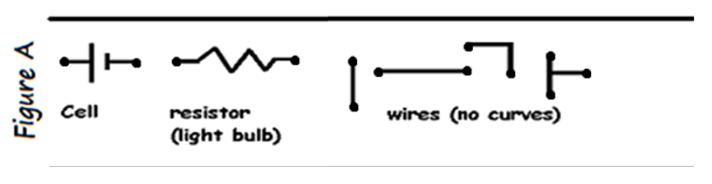 Figure A
Cell
resistor
(light bulb)
wires (no curves)